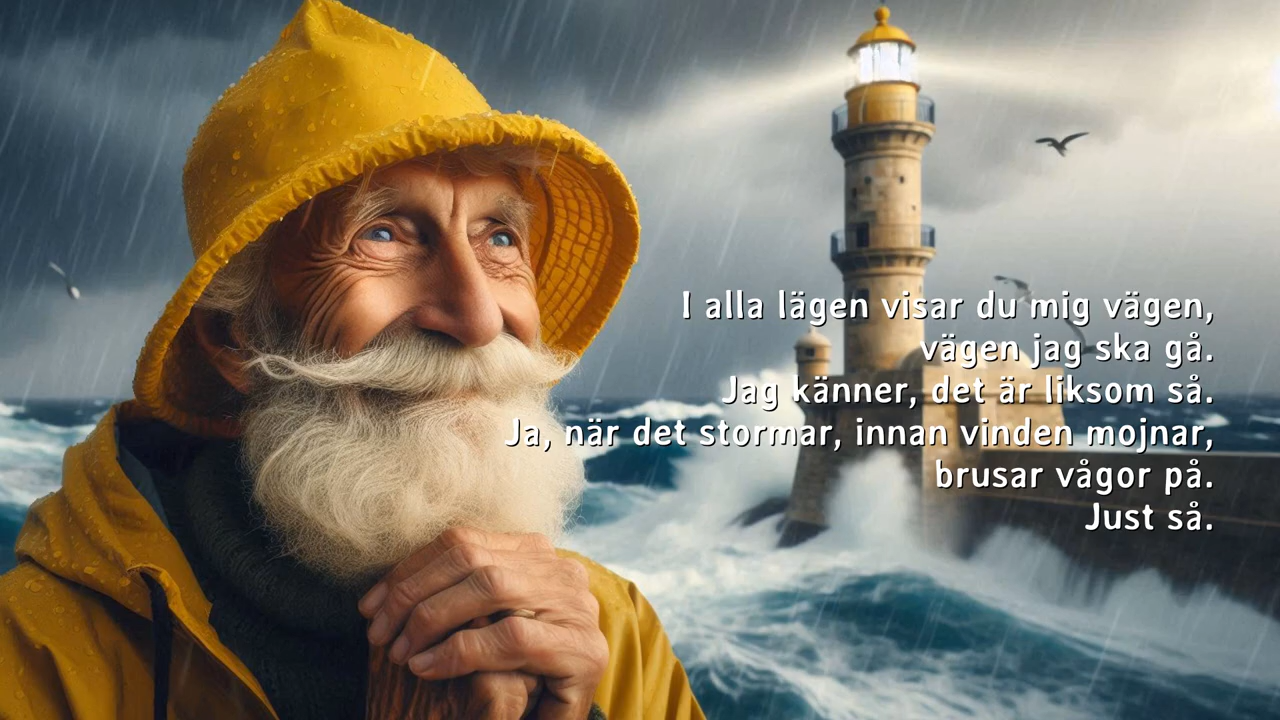 I alla lägen visar du mig vägen,
vägen jag ska gå.
Jag känner, det är liksom så.
Ja, när det stormar, innan vinden mojnar,
brusar vågor på.
Just så.